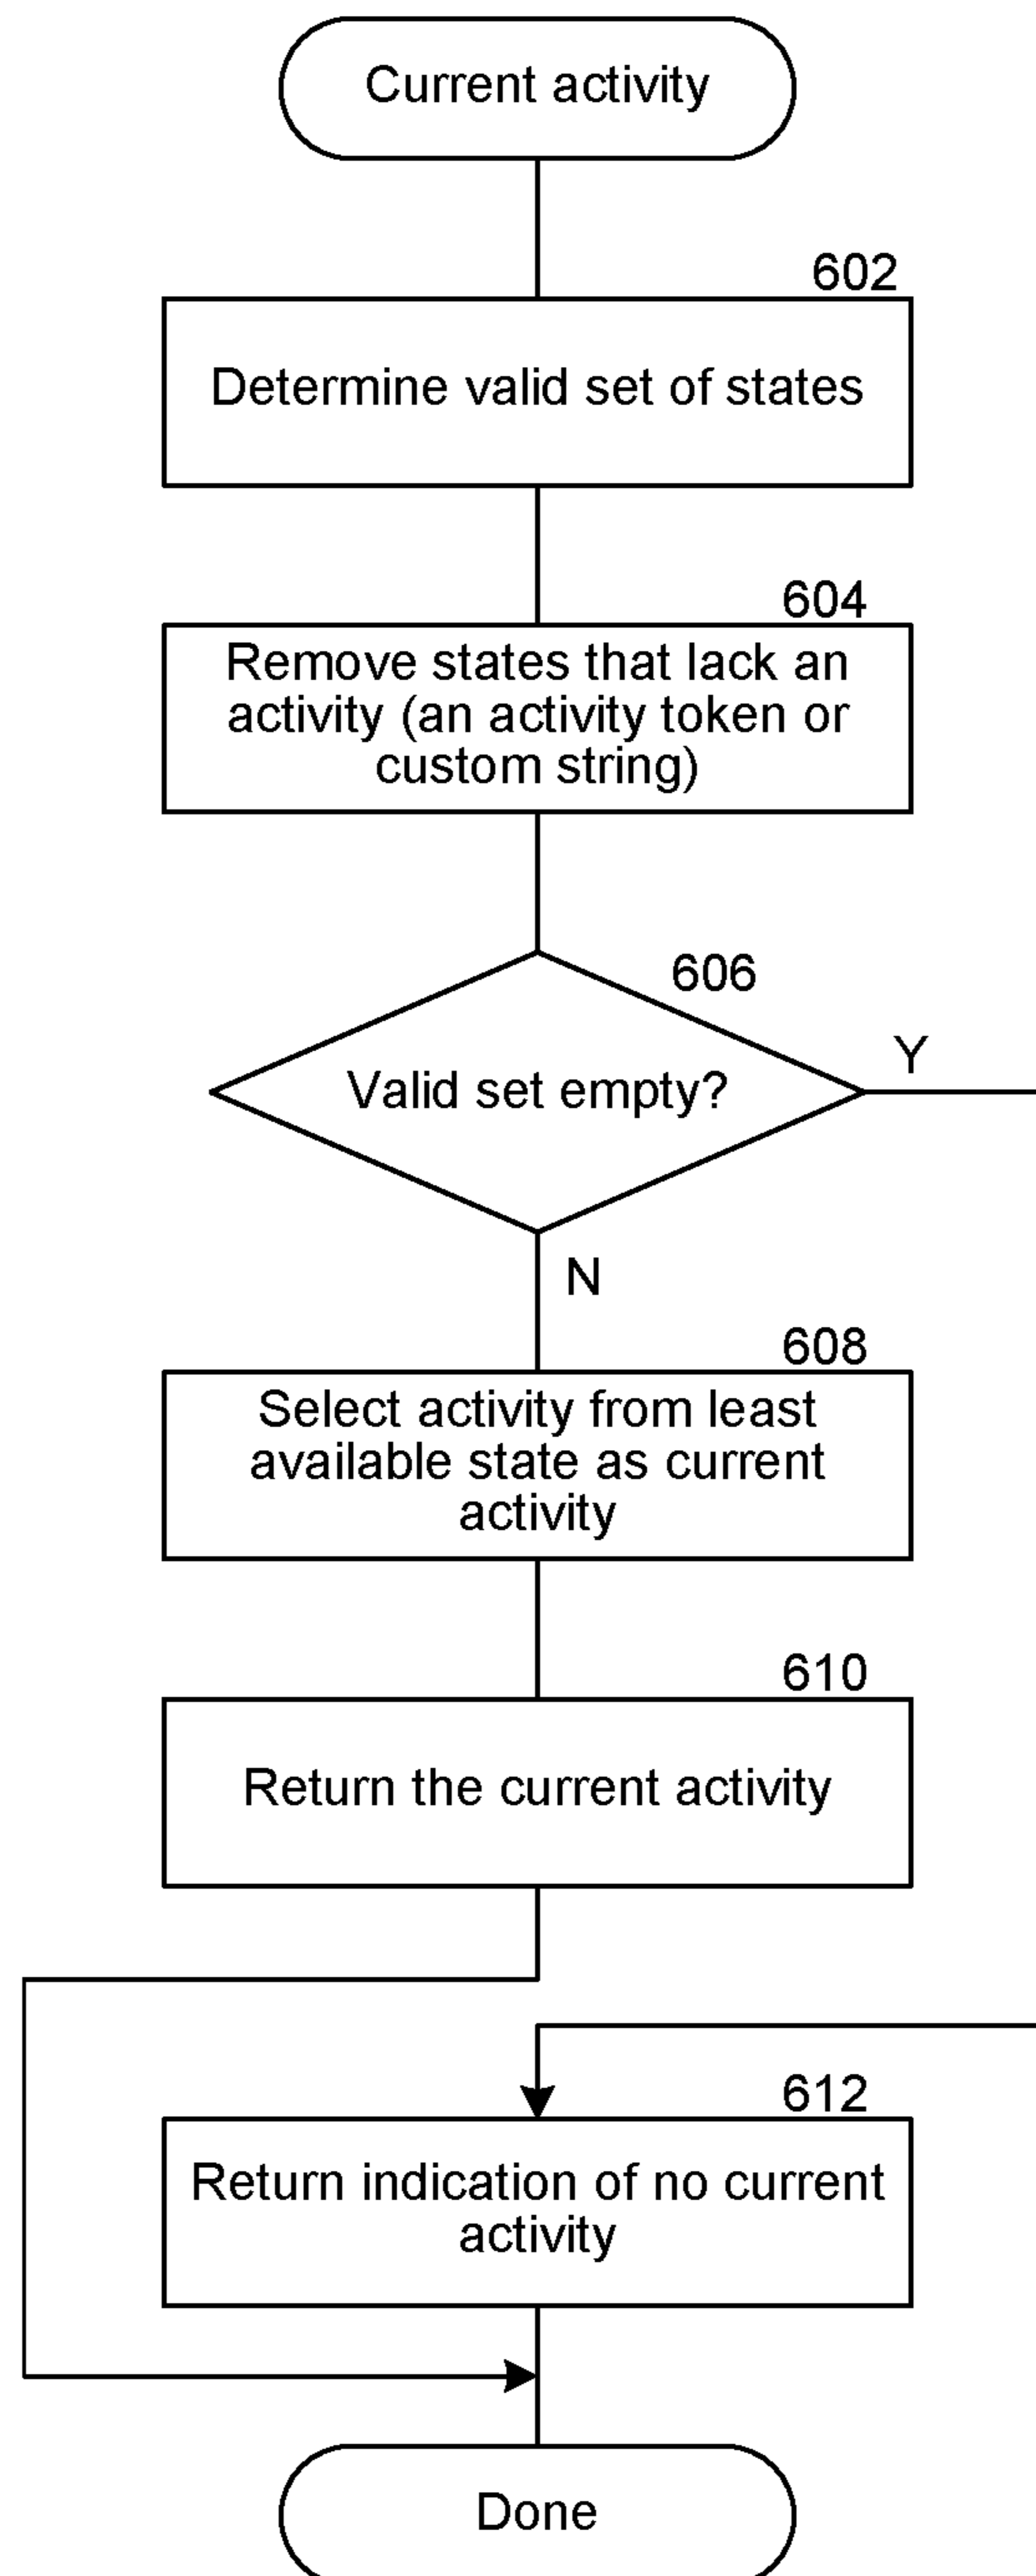 Current activity
602
Determine valid set of states
604
Remove states that lack an
activity (an activity token or
custom string)
606
Y
Valid set empty?
N
608
Select activity from least
available state as current
activity
610
Return the current activity
612
Return indication of no current
activity
Done